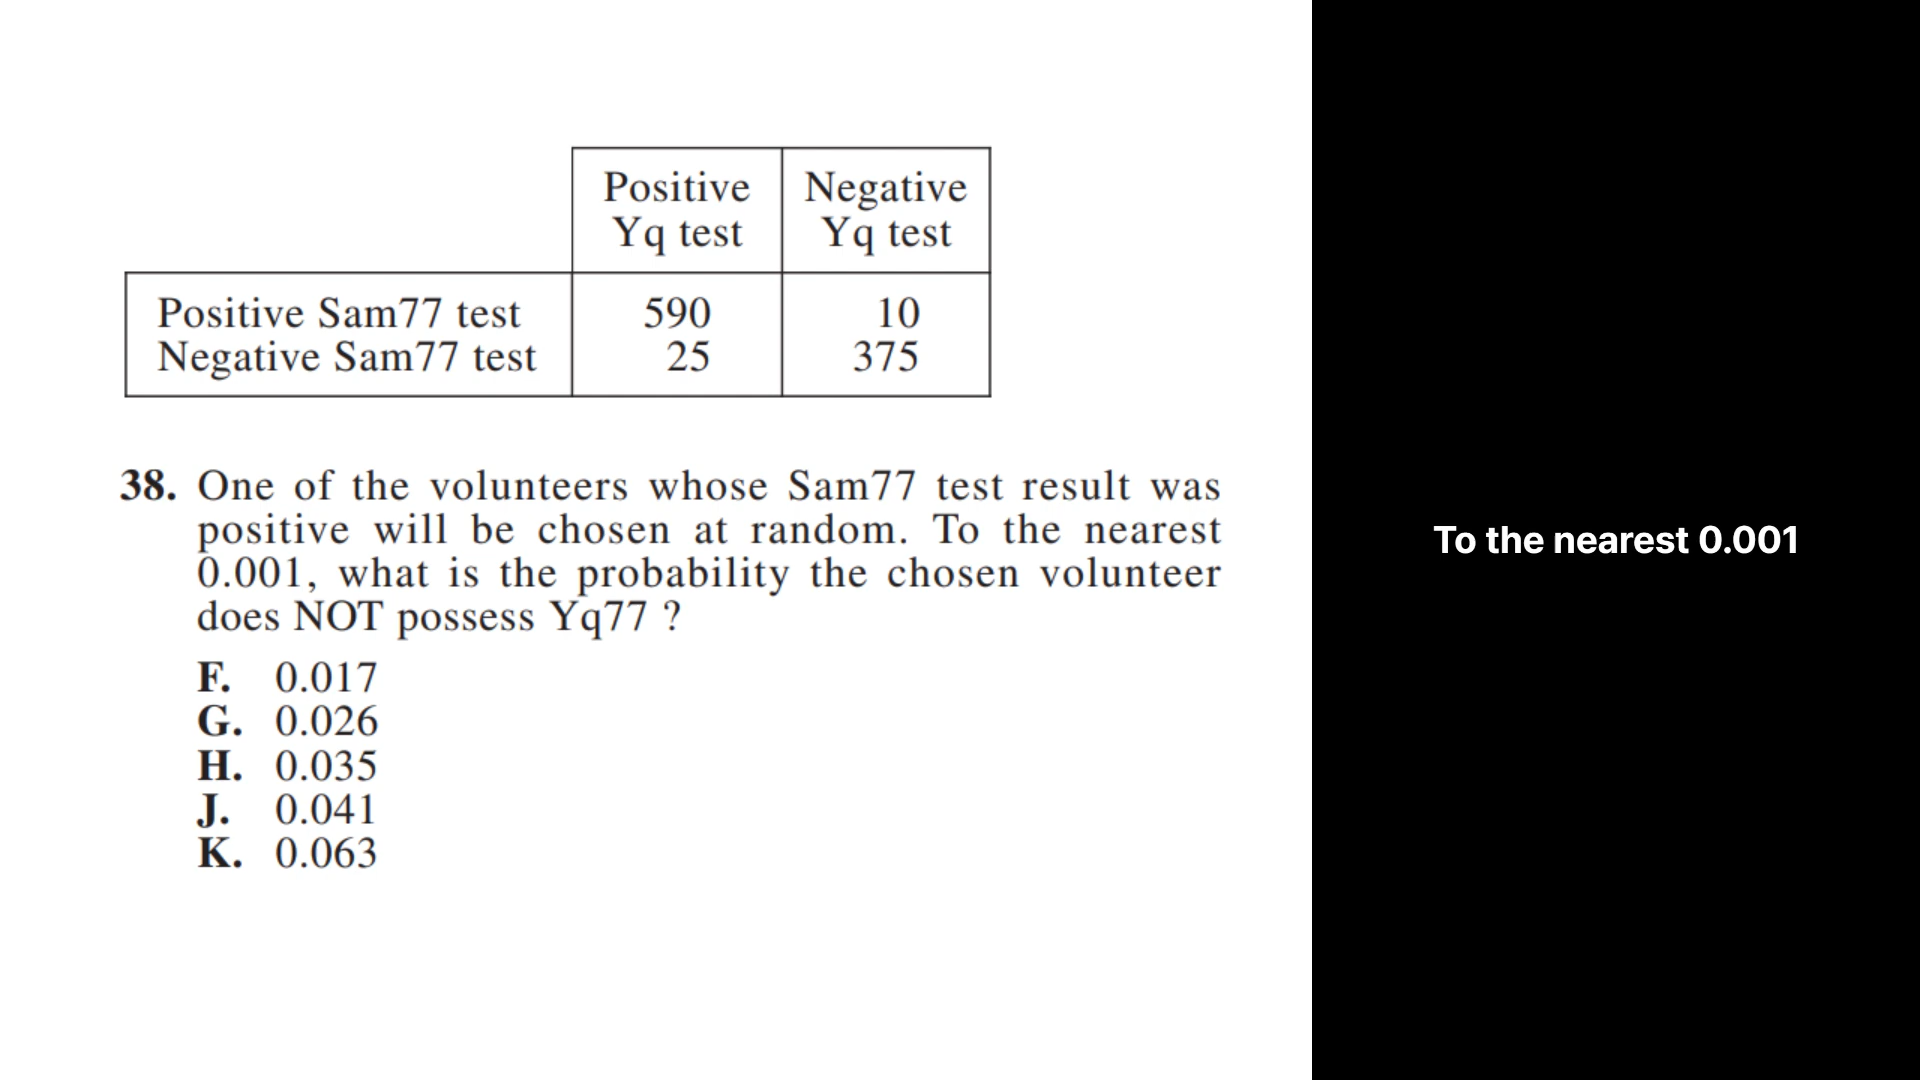 Positive Negative
Yq test Yq test
Positive Sam77 test 590 10
Negative Sam77 test 25 375
38. One of the volunteers whose Sam77 test result was
positive will be chosen at random. To the nearest
0.001, what is the probability the chosen volunteer
does NOT possess Yq77 ?
F. 0.017
G. 0.026
H. 0.035
J. 0.041
K. 0.063
To the nearest 0.001